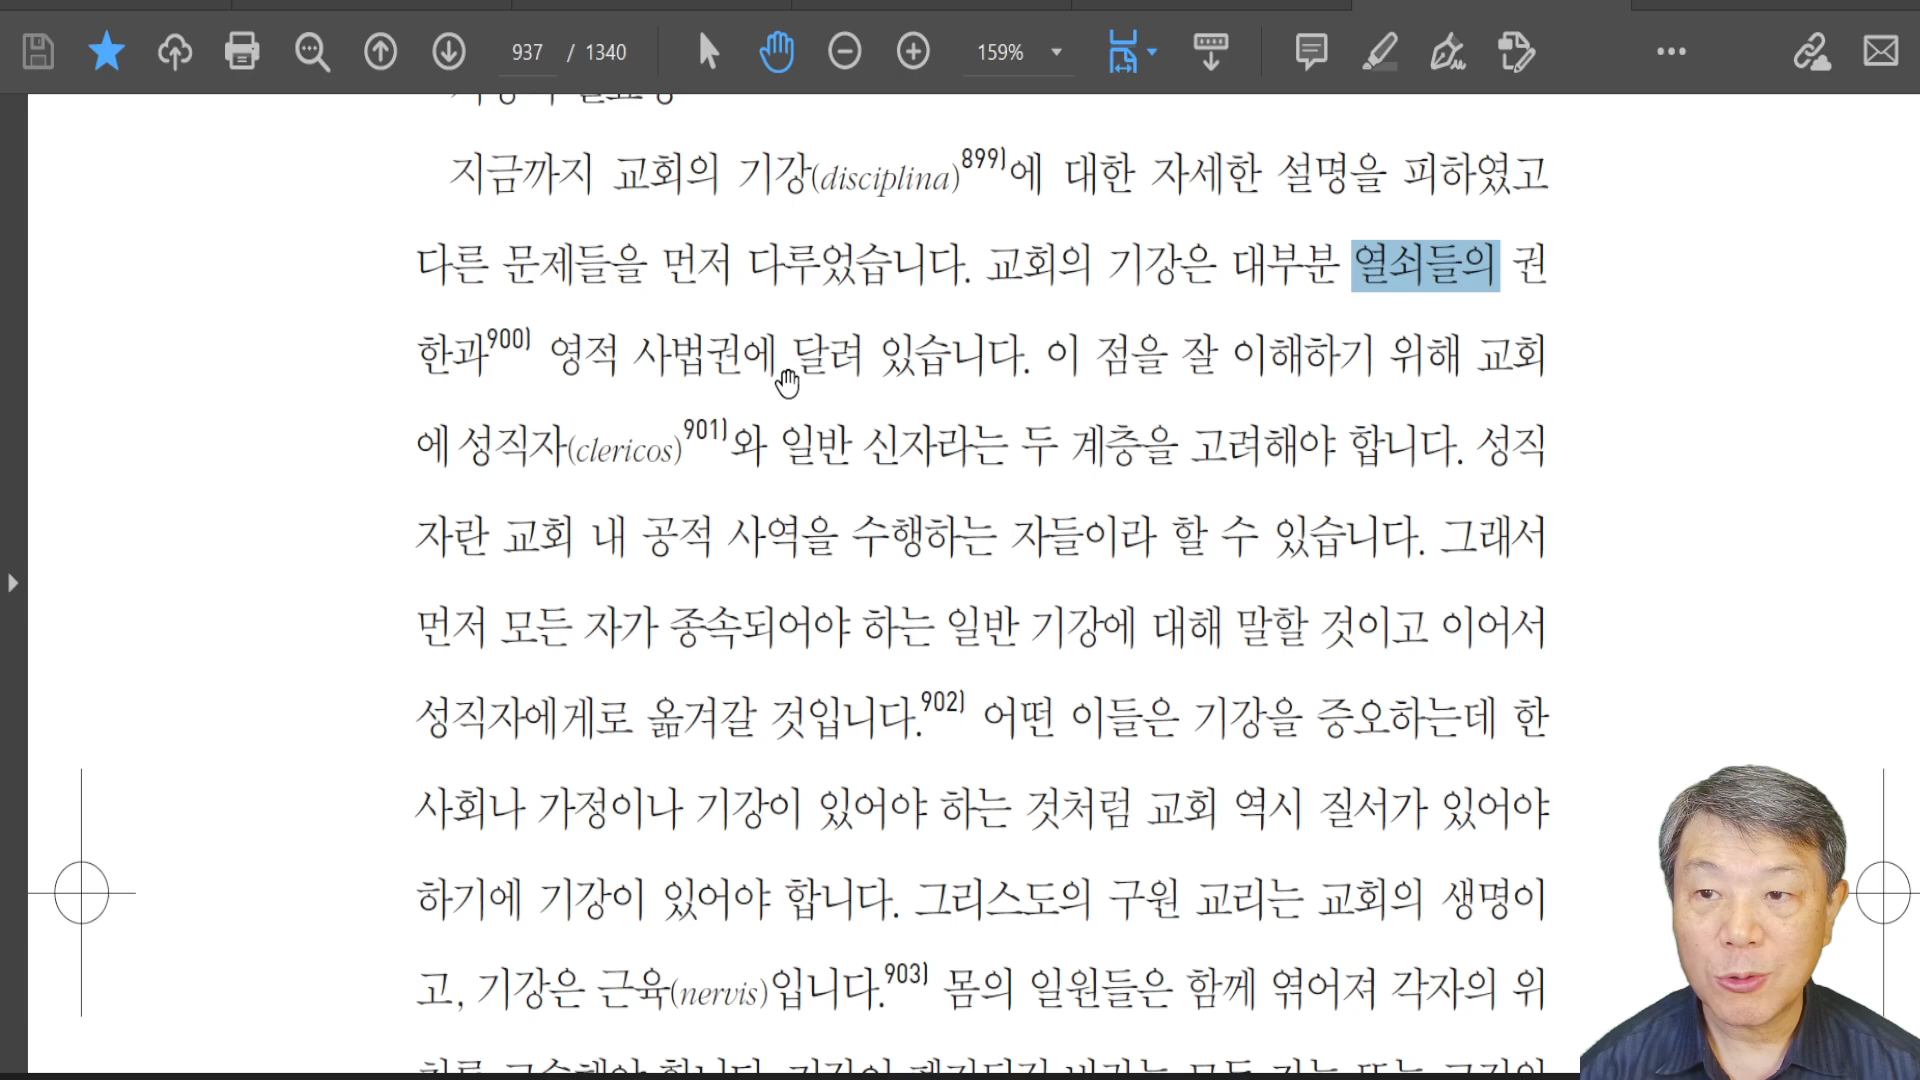 937 / 1340
159%
지금까지 교회의 기강(disciplina)899)에 대한 자세한 설명을 피하였고
다른 문제들을 먼저 다루었습니다. 교회의 기강은 대부분 열쇠들의 권
한과900) 영적 사법권에 달려 있습니다. 이 점을 잘 이해하기 위해 교회
에 성직자(clericos)901)와 일반 신자라는 두 계층을 고려해야 합니다. 성직
자란 교회 내 공적 사역을 수행하는 자들이라 할 수 있습니다. 그래서
먼저 모든 자가 종속되어야 하는 일반 기강에 대해 말할 것이고 이어서
성직자에게로 옮겨갈 것입니다.902) 어떤 이들은 기강을 증오하는데 한
사회나 가정이나 기강이 있어야 하는 것처럼 교회 역시 질서가 있어야
하기에 기강이 있어야 합니다. 그리스도의 구원 교리는 교회의 생명이
고, 기강은 근육(nervis)입니다.903) 몸의 일원들은 함께 엮어져 각자의 위